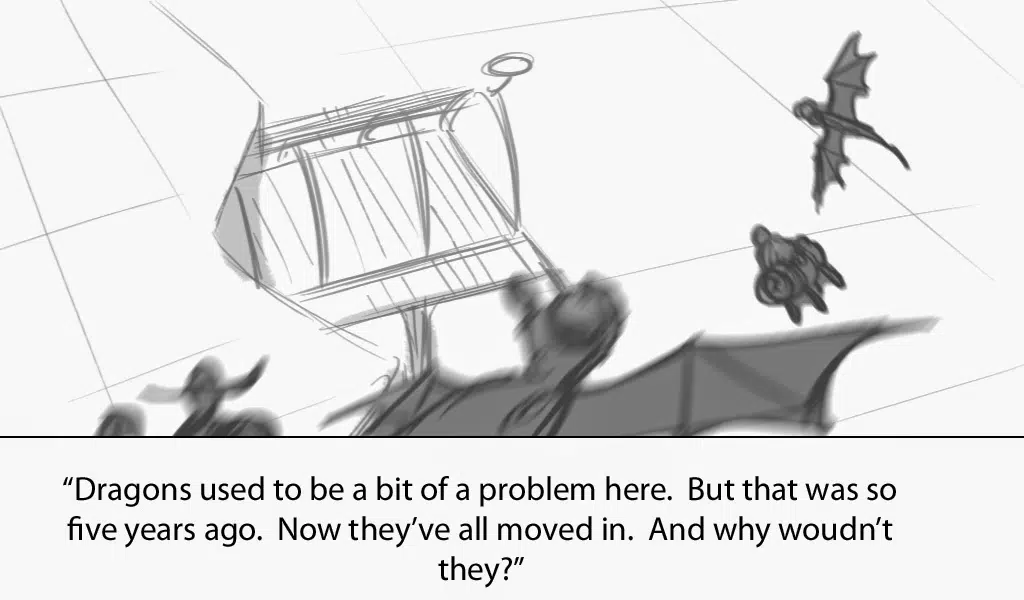 “Dragons used to be a bit of a problem here.  But that was so
five years ago.  Now they’ve all moved in.  And why woudn’t
they?”